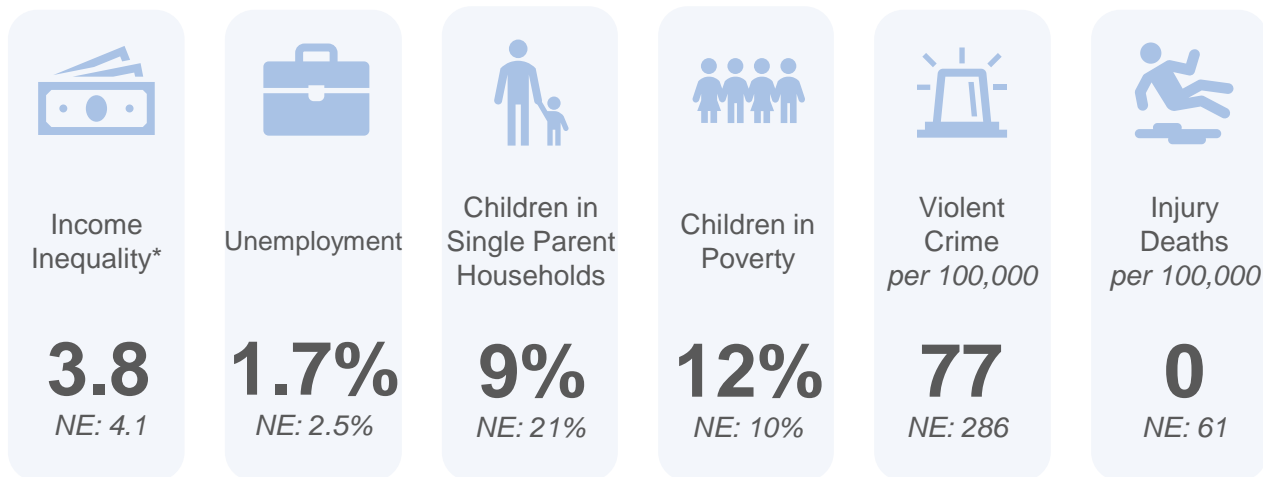 Income
Inequality*
3.8
NE: 4.1
Unemployment
1.7%
NE: 2.5%
Children in
Single Parent
Households
9%
NE: 21%
Children in
Poverty
12%
NE: 10%
Violent
Crime
per 100,000
77
NE: 286
Injury
Deaths
per 100,000
0
NE: 61